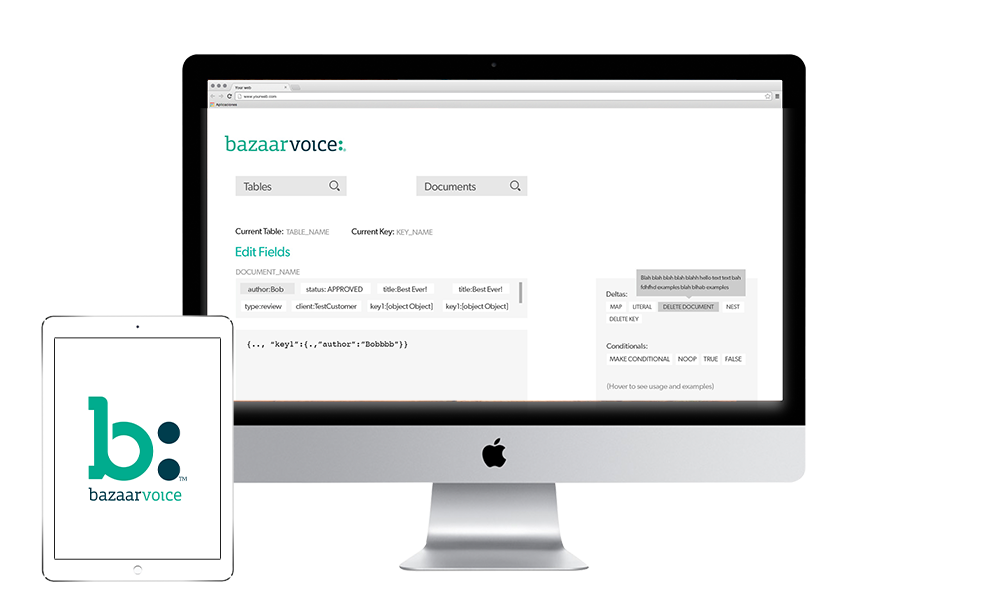 Your web
www.yourweb.com
Aplicaciones
bazaarvoice:
Tables
Documents
Current Table: TABLE_NAME
Current Key: KEY_NAME
Edit Fields
DOCUMENT_NAME
author:Bob
status: APPROVED
title:Best Ever!
title:Best Ever!
type:review
client:TestCustomer
key1:[object Object]
key1:[object Object]
{.., "key1":{.,"author":"Bobbbb"}}
Blah blah blah blah blahh hello text text bah
fdhlfhd examples blah blhab examples
Deltas:
MAP
LITERAL
DELETE DOCUMENT
NEST
DELETE KEY
Conditionals:
MAKE CONDITIONAL
NOOP
TRUE
FALSE
(Hover to see usage and examples)
b:
TM
bazaarvoice